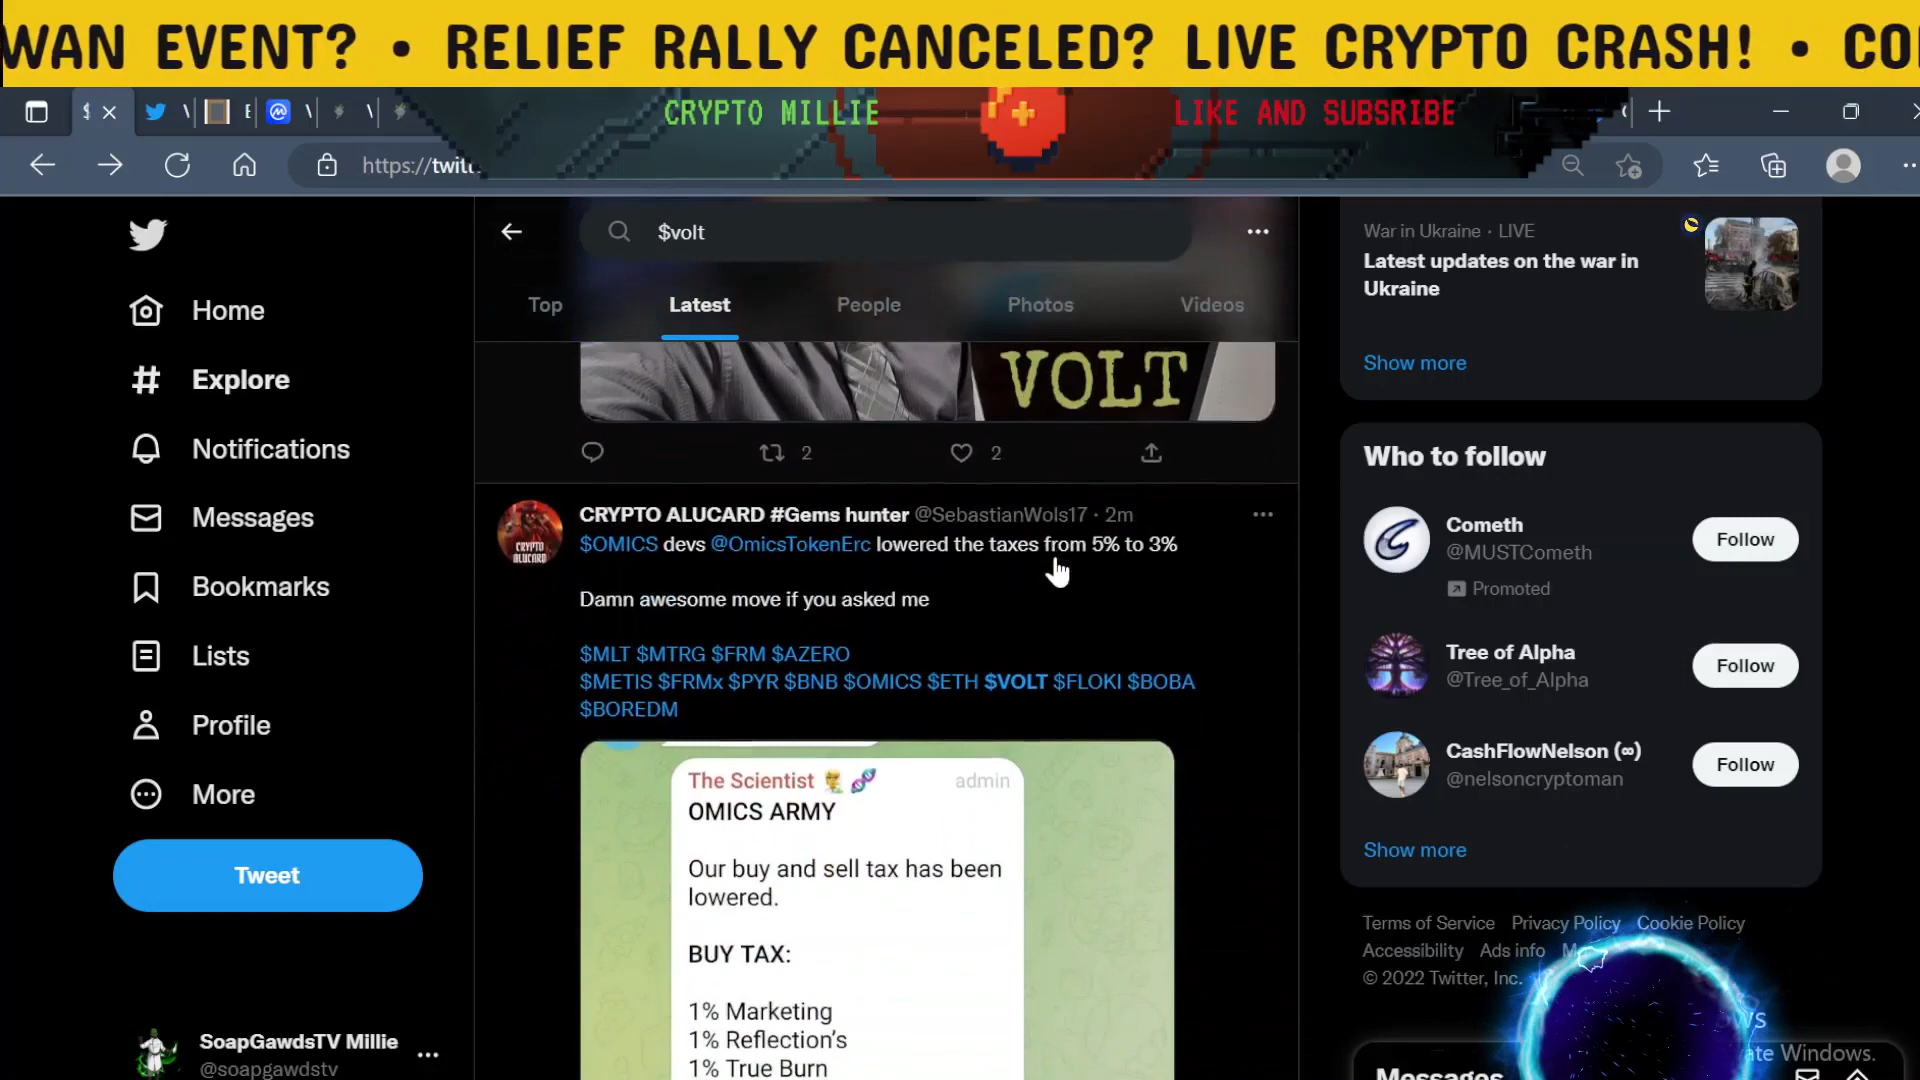 WAN EVENT? • RELIEF RALLY CANCELED? LIVE CRYPTO CRASH! • CO
CRYPTO MILLIE
LIKE AND SUBSRIBE
https://twitt
$volt
Top
Latest
People
Photos
Videos
Home
Explore
Notifications
Messages
Bookmarks
Lists
Profile
More
Tweet
SoapGawdsTV Millie
@soapgawdstv
VOLT
2
2
CRYPTO ALUCARD #Gems hunter @SebastianWols17 · 2m
$OMICS devs @OmicsTokenErc lowered the taxes from 5% to 3%
Damn awesome move if you asked me
$MLT $MTRG $FRM $AZERO
$METIS $FRMx $PYR $BNB $OMICS $ETH $VOLT $FLOKI $BOBA
$BOREDM
CRYPTO
ALUCARD
The Scientist
admin
OMICS ARMY
Our buy and sell tax has been
lowered.
BUY TAX:
1% Marketing
1% Reflection's
1% True Burn
War in Ukraine · LIVE
Latest updates on the war in
Ukraine
Show more
Who to follow
Cometh
@MUSTCometh
Promoted
Follow
Tree of Alpha
@Tree_of_Alpha
Follow
CashFlowNelson (∞)
@nelsoncryptoman
Follow
Show more
Terms of Service Privacy Policy Cookie Policy
Accessibility Ads info
© 2022 Twitter, Inc.
ate Windows.
Messages